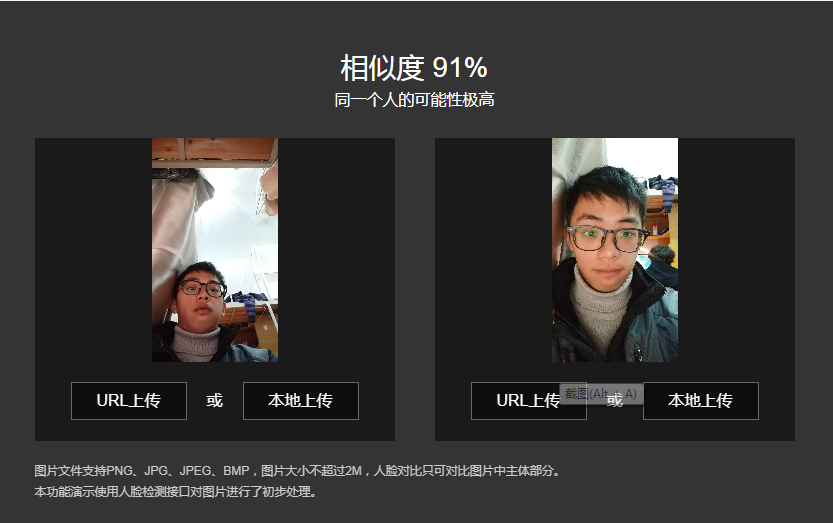 相似度 91%
同一个人的可能性极高
URL上传 或 本地上传
URL上传 或 本地上传
截图(Alt + A)
图片文件支持PNG、JPG、JPEG、BMP，图片大小不超过2M，人脸对比只可对比图片中主体部分。
本功能演示使用人脸检测接口对图片进行了初步处理。